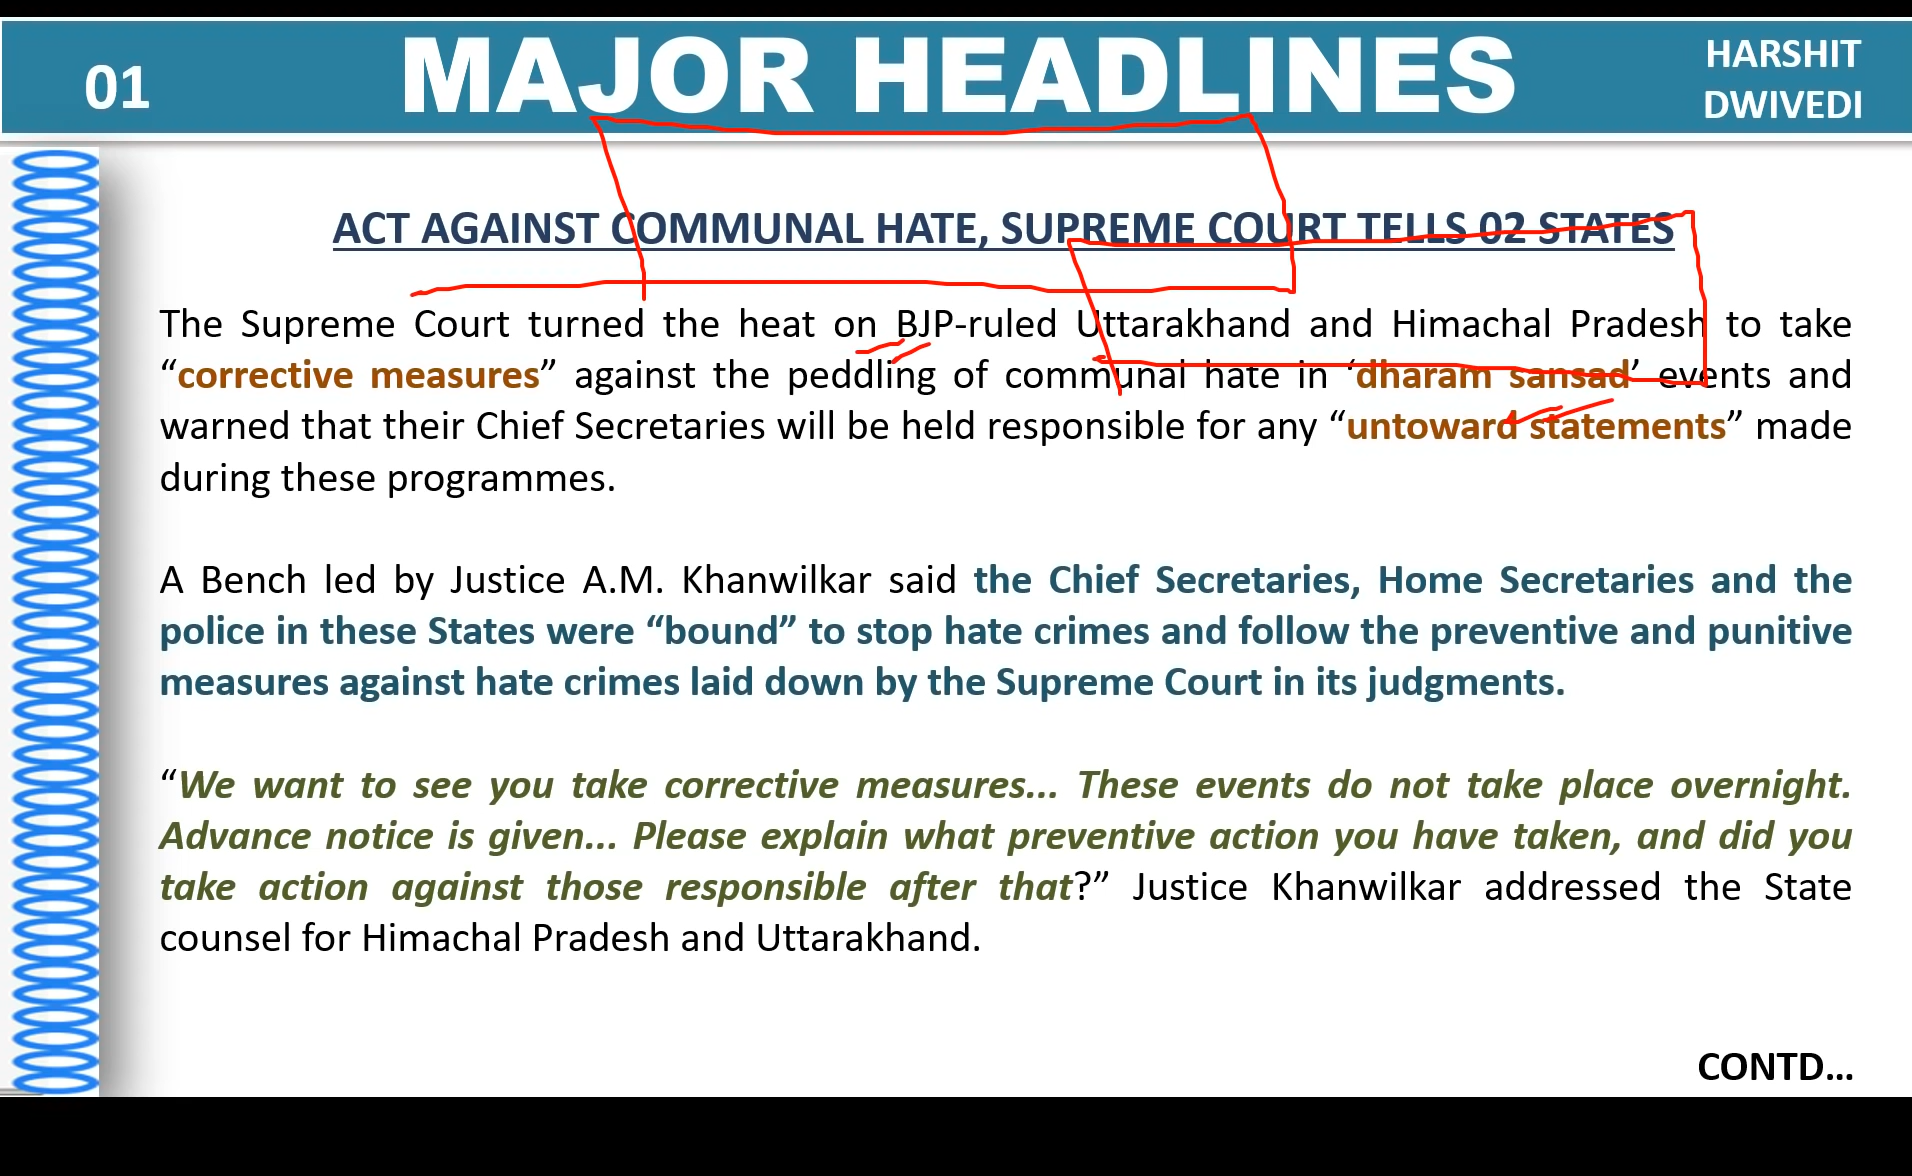 01
MAJOR HEADLINES
HARSHIT
DWIVEDI
ACT AGAINST COMMUNAL HATE, SUPREME COURT TELLS 02 STATES
The Supreme Court turned the heat on BJP-ruled Uttarakhand and Himachal Pradesh to take
“corrective measures” against the peddling of communal hate in ‘dharam sansad’ events and
warned that their Chief Secretaries will be held responsible for any “untoward statements” made
during these programmes.
A Bench led by Justice A.M. Khanwilkar said the Chief Secretaries, Home Secretaries and the
police in these States were “bound” to stop hate crimes and follow the preventive and punitive
measures against hate crimes laid down by the Supreme Court in its judgments.
“We want to see you take corrective measures... These events do not take place overnight.
Advance notice is given... Please explain what preventive action you have taken, and did you
take action against those responsible after that?” Justice Khanwilkar addressed the State
counsel for Himachal Pradesh and Uttarakhand.
CONTD...